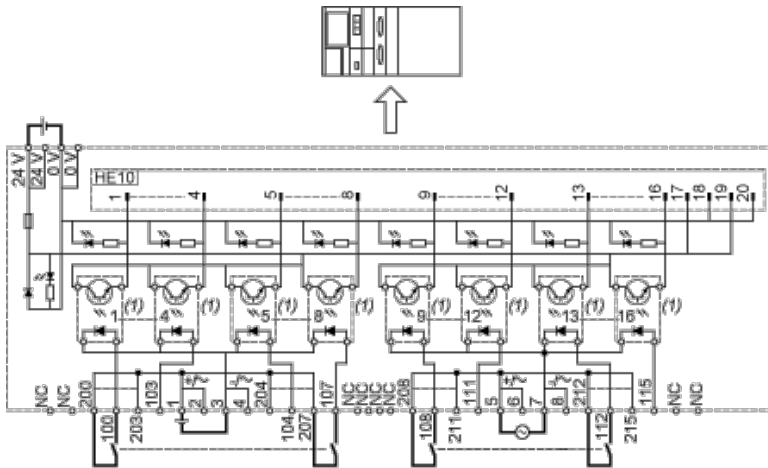 24 V
24 V
0 V
0 V
HE10
1 4 5 8 9 12 13 16 17 18 19 20
(1) (1) (1) (1) (1) (1) (1) (1)
1 4 5 8 9 12 13 16
NC NC 200 103 1 2 3 4 204 107 NC NC NC NC 208 111 5 6 7 8 212 115 NC NC
100 203 104 207 108 211 112 215